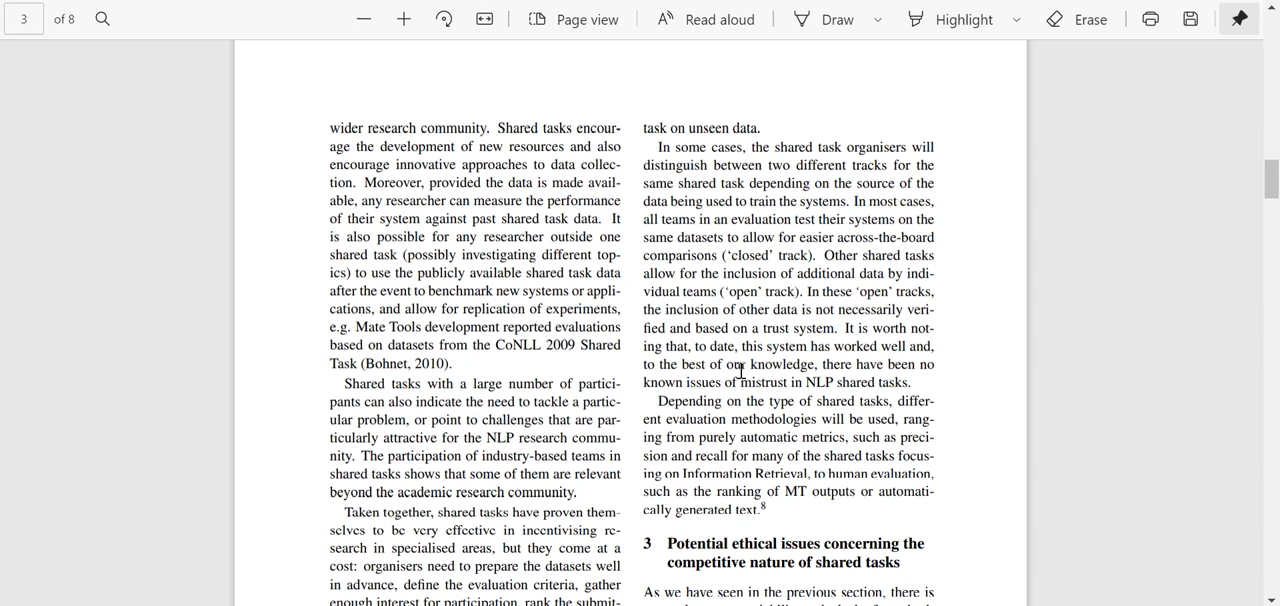 3 of 8 Page view Read aloud Draw Highlight Erase
wider research community. Shared tasks encour-
age the development of new resources and also
encourage innovative approaches to data collec-
tion. Moreover, provided the data is made avail-
able, any researcher can measure the performance
of their system against past shared task data. It
is also possible for any researcher outside one
shared task (possibly investigating different top-
ics) to use the publicly available shared task data
after the event to benchmark new systems or appli-
cations, and allow for replication of experiments,
e.g. Mate Tools development reported evaluations
based on datasets from the CoNLL 2009 Shared
Task (Bohnet, 2010).
Shared tasks with a large number of partici-
pants can also indicate the need to tackle a partic-
ular problem, or point to challenges that are par-
ticularly attractive for the NLP research commu-
nity. The participation of industry-based teams in
shared tasks shows that some of them are relevant
beyond the academic research community.
Taken together, shared tasks have proven them-
selves to be very effective in incentivising re-
search in specialised areas, but they come at a
cost: organisers need to prepare the datasets well
in advance, define the evaluation criteria, gather
enough interest for participation, rank the submit-
task on unseen data.
In some cases, the shared task organisers will
distinguish between two different tracks for the
same shared task depending on the source of the
data being used to train the systems. In most cases,
all teams in an evaluation test their systems on the
same datasets to allow for easier across-the-board
comparisons (‘closed’ track). Other shared tasks
allow for the inclusion of additional data by indi-
vidual teams (‘open’ track). In these ‘open’ tracks,
the inclusion of other data is not necessarily veri-
fied and based on a trust system. It is worth not-
ing that, to date, this system has worked well and,
to the best of our knowledge, there have been no
known issues of mistrust in NLP shared tasks.
Depending on the type of shared tasks, differ-
ent evaluation methodologies will be used, rang-
ing from purely automatic metrics, such as preci-
sion and recall for many of the shared tasks focus-
ing on Information Retrieval, to human evaluation,
such as the ranking of MT outputs or automati-
cally generated text.⁸
3 Potential ethical issues concerning the
competitive nature of shared tasks
As we have seen in the previous section, there is